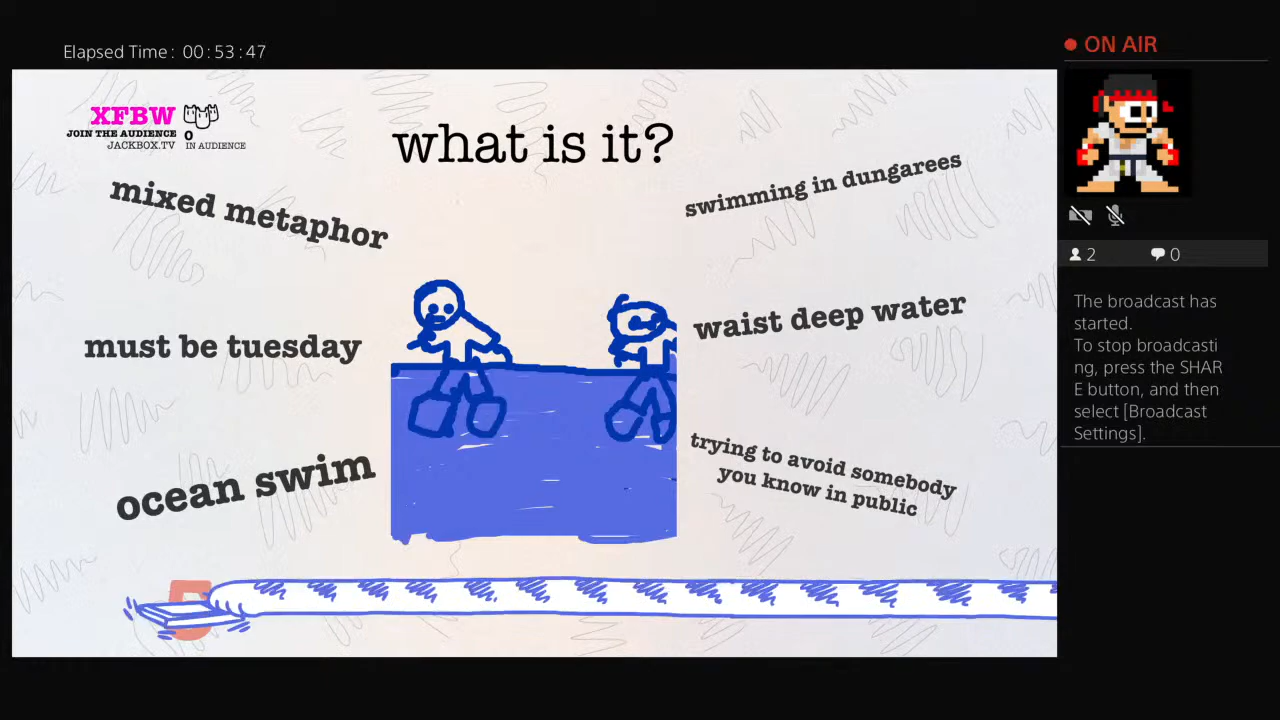 Elapsed Time: 00:53:47
ON AIR
XFBW
JOIN THE AUDIENCE
JACKBOX.TV
0
IN AUDIENCE
what is it?
mixed metaphor
swimming in dungarees
must be tuesday
waist deep water
ocean swim
trying to avoid somebody
you know in public
5
2
0
The broadcast has
started.
To stop broadcasti
ng, press the SHAR
E button, and then
select [Broadcast
Settings].